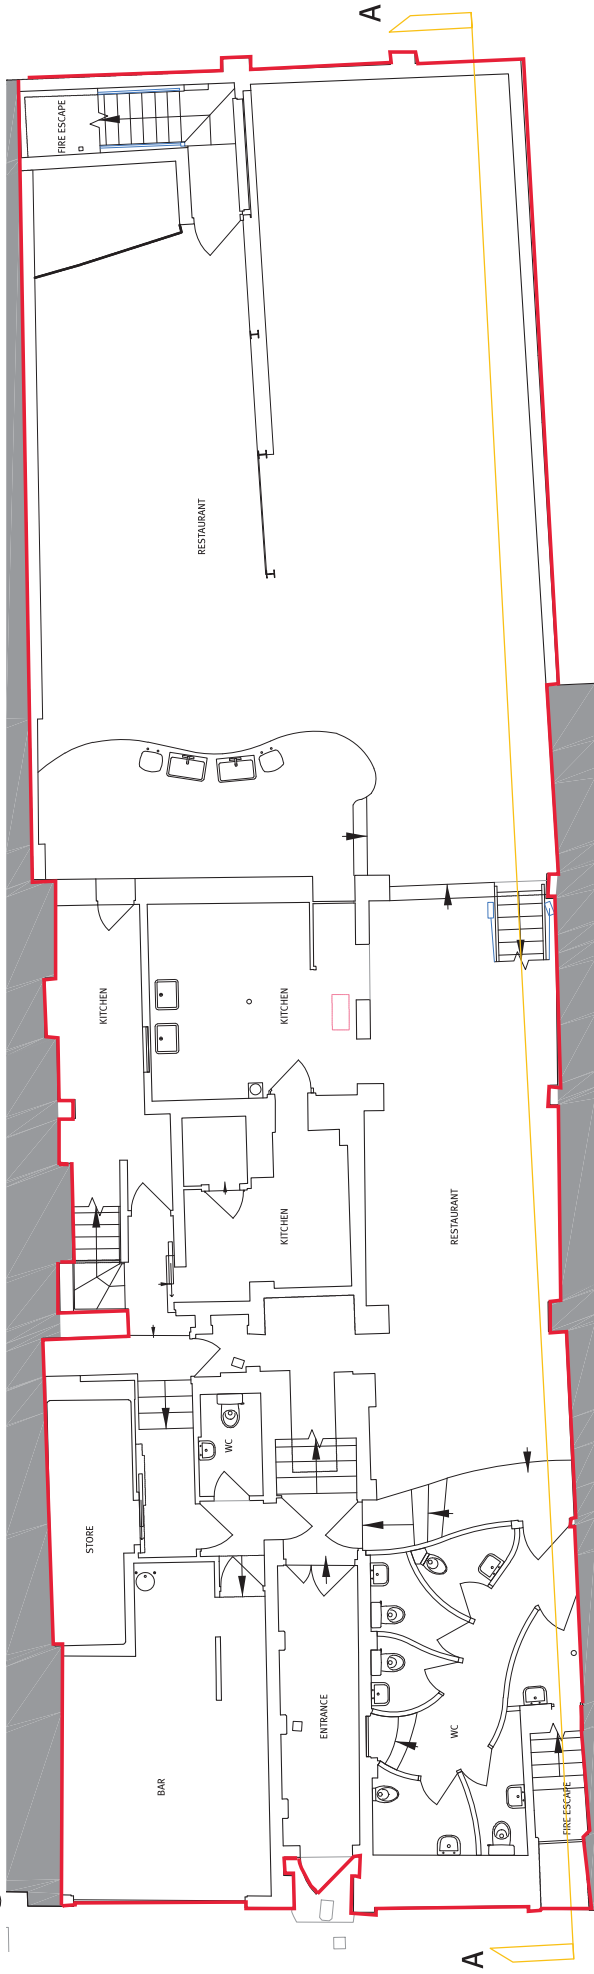 A
FIRE ESCAPE
RESTAURANT
KITCHEN
KITCHEN
KITCHEN
RESTAURANT
WC
STORE
ENTRANCE
WC
BAR
FIRE ESCAPE
A